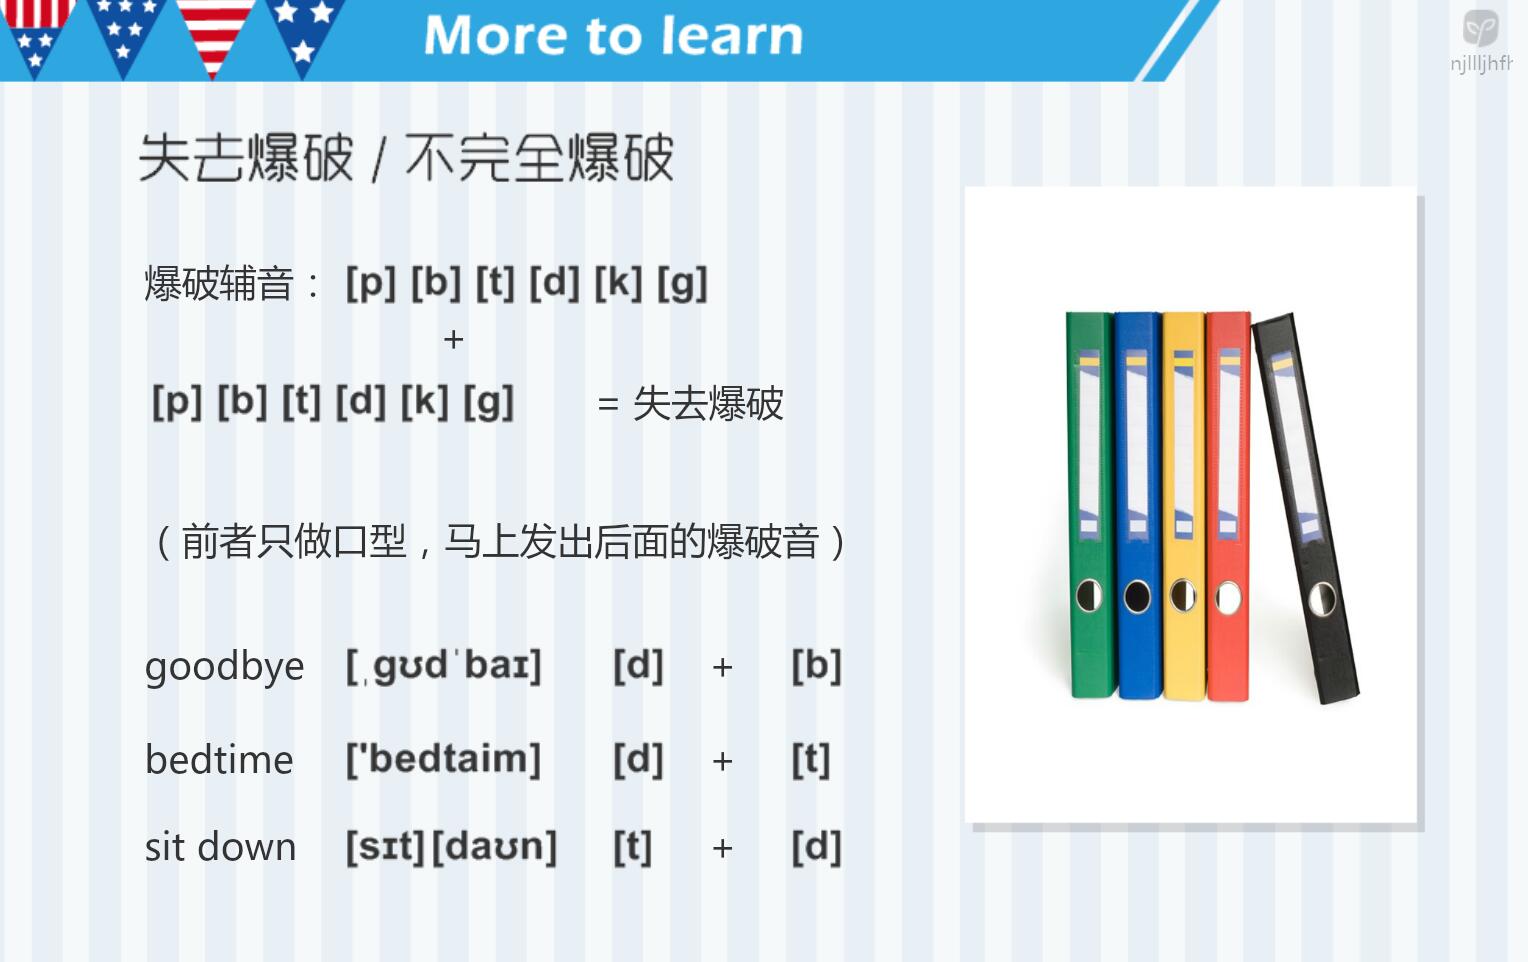 More to learn
njllljhfh
失去爆破 / 不完全爆破
爆破辅音： [p] [b] [t] [d] [k] [g]
+
[p] [b] [t] [d] [k] [g] = 失去爆破
（前者只做口型，马上发出后面的爆破音）
goodbye [ˌgʊdˈbaɪ] [d] + [b]
bedtime ['bedtaim] [d] + [t]
sit down [sɪt][daʊn] [t] + [d]